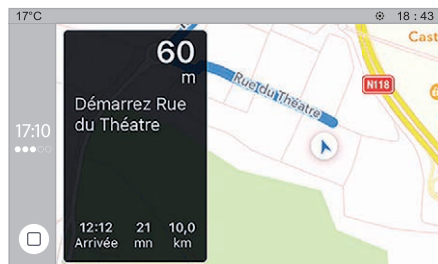 17°C
18 : 43
60
m
Démarrez Rue
du Théatre
17:10
12:12 21 10,0
Arrivée mn km
Rue du Théatre
N118
Cast